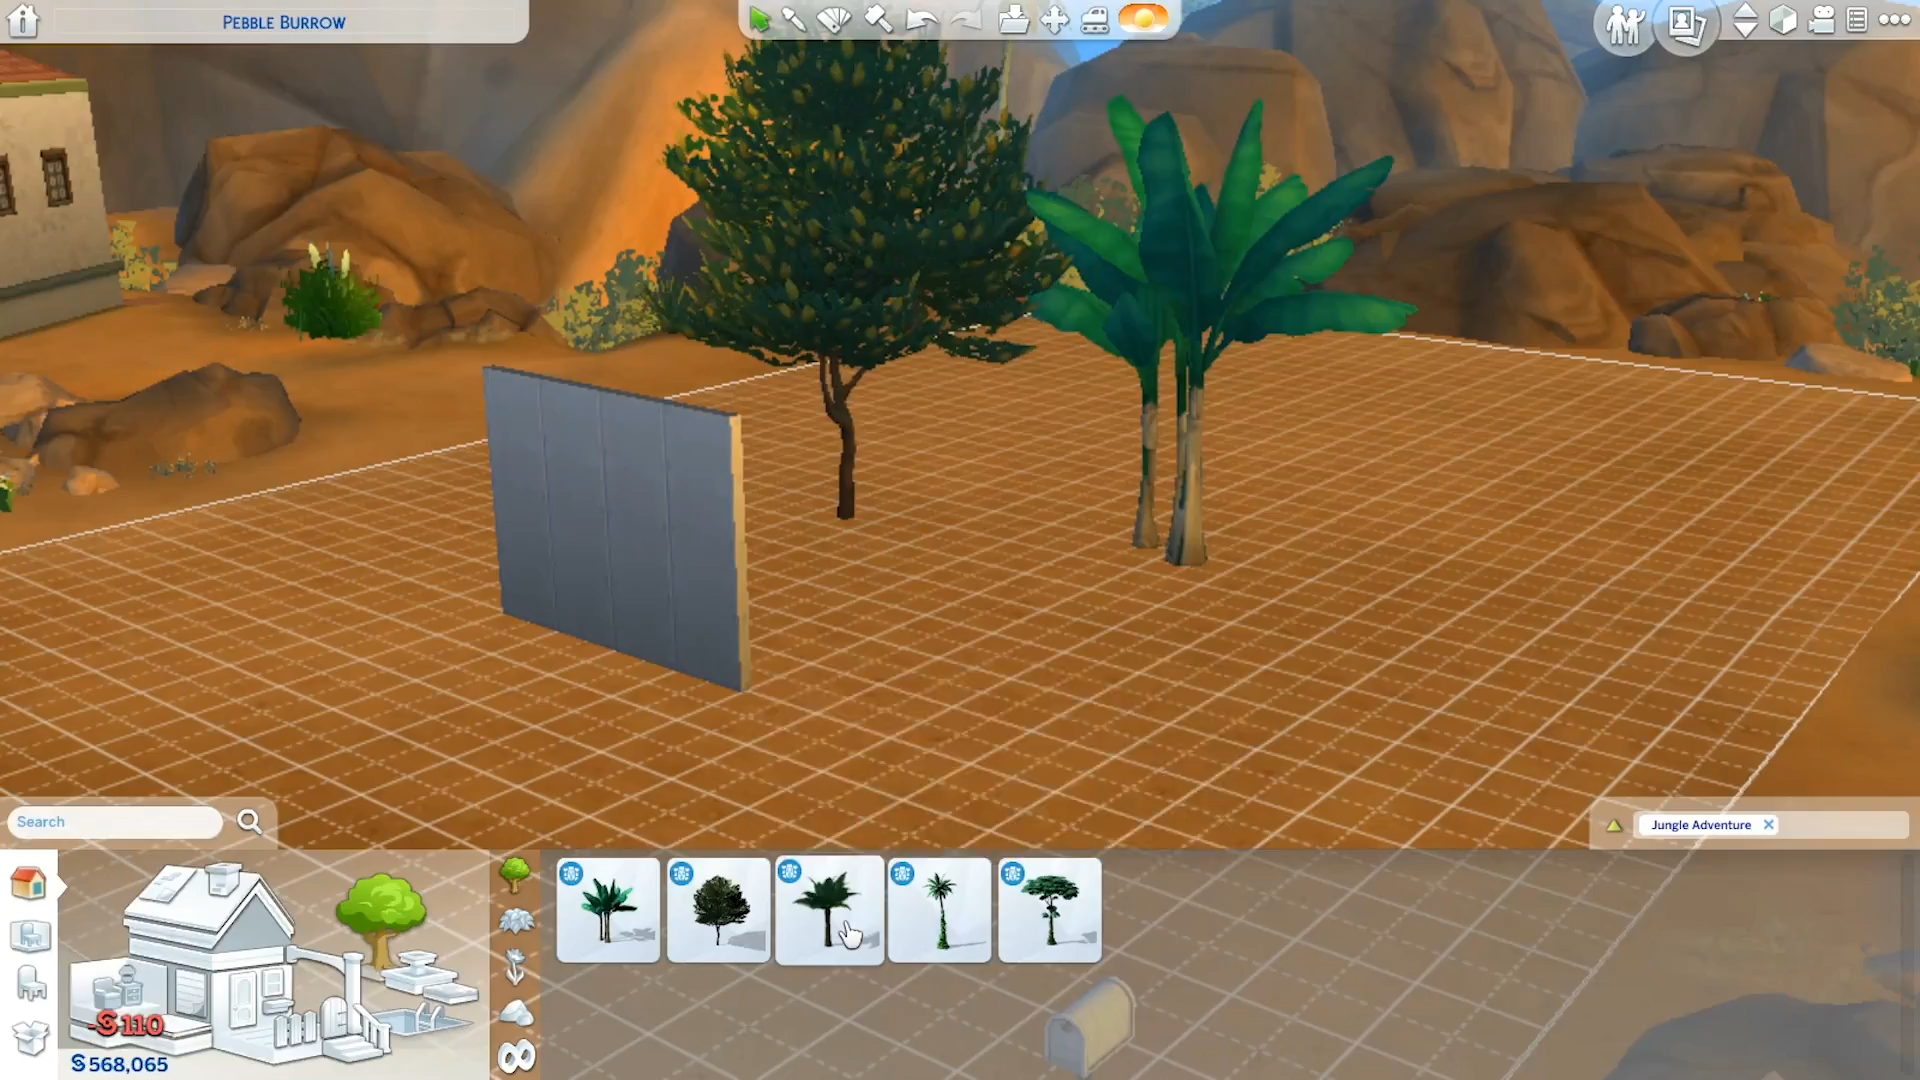 PEBBLE BURROW
Search
Jungle Adventure
-§110
§568,065